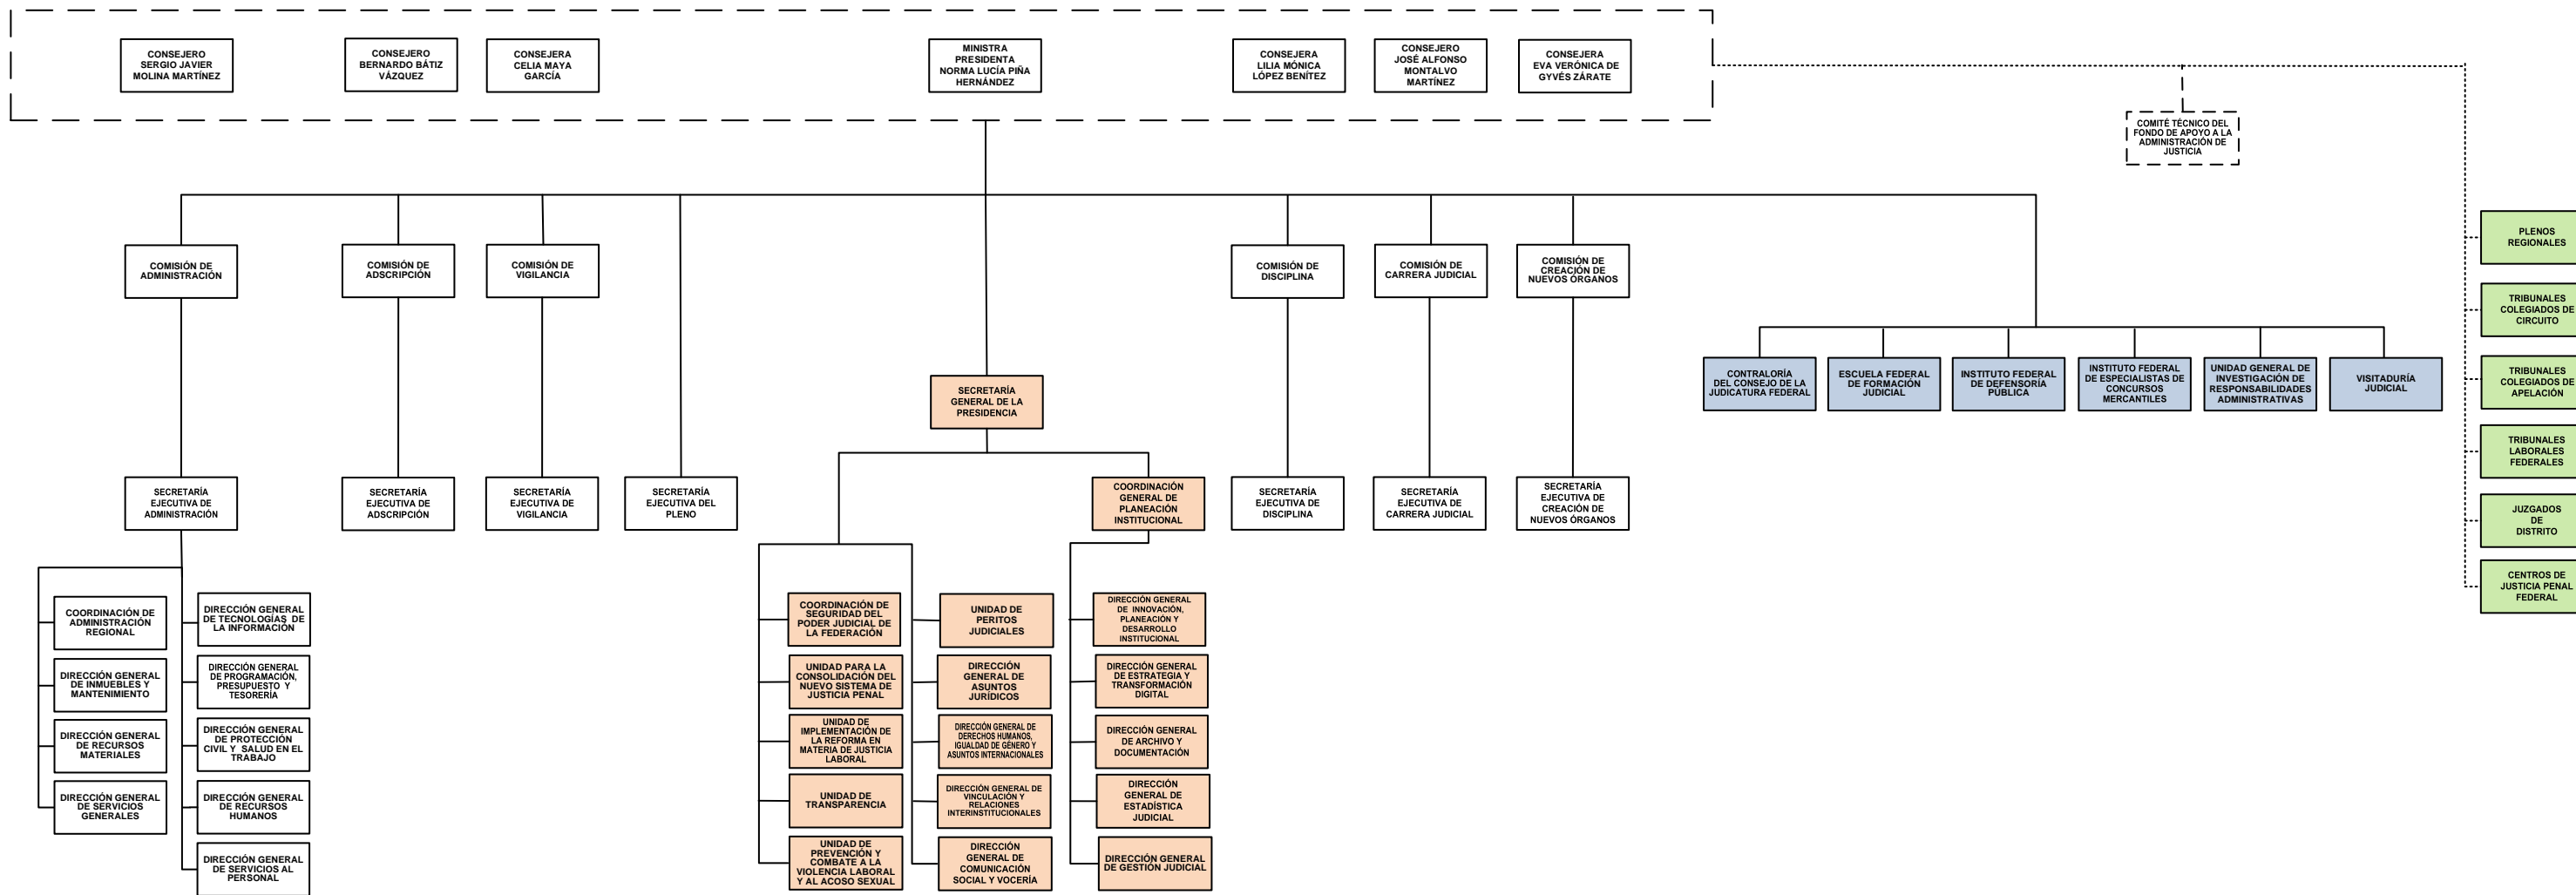 CONSEJERO
SERGIO JAVIER
MOLINA MARTÍNEZ
CONSEJERO
BERNARDO BÁTIZ
VÁZQUEZ
CONSEJERA
CELIA MAYA
GARCÍA
MINISTRA
PRESIDENTA
NORMA LUCÍA PIÑA
HERNÁNDEZ
CONSEJERA
LILIA MÓNICA
LÓPEZ BENÍTEZ
CONSEJERO
JOSÉ ALFONSO
MONTALVO
MARTÍNEZ
CONSEJERA
EVA VERÓNICA DE
GYVÉS ZÁRATE
COMITÉ TÉCNICO DEL
FONDO DE APOYO A LA
ADMINISTRACIÓN DE
JUSTICIA
COMISIÓN DE
ADMINISTRACIÓN
COMISIÓN DE
ADSCRIPCIÓN
COMISIÓN DE
VIGILANCIA
COMISIÓN DE
DISCIPLINA
COMISIÓN DE
CARRERA JUDICIAL
COMISIÓN DE
CREACIÓN DE
NUEVOS ÓRGANOS
SECRETARÍA
GENERAL DE LA
PRESIDENCIA
CONTRALORÍA
DEL CONSEJO DE LA
JUDICATURA FEDERAL
ESCUELA FEDERAL
DE FORMACIÓN
JUDICIAL
INSTITUTO FEDERAL
DE DEFENSORÍA
PÚBLICA
INSTITUTO FEDERAL
DE ESPECIALISTAS DE
CONCURSOS
MERCANTILES
UNIDAD GENERAL DE
INVESTIGACIÓN DE
RESPONSABILIDADES
ADMINISTRATIVAS
VISITADURÍA
JUDICIAL
PLENOS
REGIONALES
TRIBUNALES
COLEGIADOS DE
CIRCUITO
TRIBUNALES
COLEGIADOS DE
APELACIÓN
TRIBUNALES
LABORALES
FEDERALES
JUZGADOS
DE
DISTRITO
CENTROS DE
JUSTICIA PENAL
FEDERAL
SECRETARÍA
EJECUTIVA DE
ADMINISTRACIÓN
SECRETARÍA
EJECUTIVA DE
ADSCRIPCIÓN
SECRETARÍA
EJECUTIVA DE
VIGILANCIA
SECRETARÍA
EJECUTIVA DEL
PLENO
COORDINACIÓN
GENERAL DE
PLANEACIÓN
INSTITUCIONAL
SECRETARÍA
EJECUTIVA DE
DISCIPLINA
SECRETARÍA
EJECUTIVA DE
CARRERA JUDICIAL
SECRETARÍA
EJECUTIVA DE
CREACIÓN DE
NUEVOS ÓRGANOS
COORDINACIÓN DE
ADMINISTRACIÓN
REGIONAL
DIRECCIÓN GENERAL
DE INMUEBLES Y
MANTENIMIENTO
DIRECCIÓN GENERAL
DE RECURSOS
MATERIALES
DIRECCIÓN GENERAL
DE SERVICIOS
GENERALES
DIRECCIÓN GENERAL
DE TECNOLOGÍAS DE
LA INFORMACIÓN
DIRECCIÓN GENERAL
DE PROGRAMACIÓN,
PRESUPUESTO Y
TESORERÍA
DIRECCIÓN GENERAL
DE PROTECCIÓN
CIVIL Y SALUD EN EL
TRABAJO
DIRECCIÓN GENERAL
DE RECURSOS
HUMANOS
DIRECCIÓN GENERAL
DE SERVICIOS AL
PERSONAL
COORDINACIÓN DE
SEGURIDAD DEL
PODER JUDICIAL DE
LA FEDERACIÓN
UNIDAD PARA LA
CONSOLIDACIÓN DEL
NUEVO SISTEMA DE
JUSTICIA PENAL
UNIDAD DE
IMPLEMENTACIÓN DE
LA REFORMA EN
MATERIA DE JUSTICIA
LABORAL
UNIDAD DE
TRANSPARENCIA
UNIDAD DE
PREVENCIÓN Y
COMBATE A LA
VIOLENCIA LABORAL
Y AL ACOSO SEXUAL
UNIDAD DE
PERITOS
JUDICIALES
DIRECCIÓN
GENERAL DE
ASUNTOS
JURÍDICOS
DIRECCIÓN GENERAL DE
DERECHOS HUMANOS,
IGUALDAD DE GÉNERO Y
ASUNTOS INTERNACIONALES
DIRECCIÓN GENERAL DE
VINCULACIÓN Y
RELACIONES
INTERINSTITUCIONALES
DIRECCIÓN
GENERAL DE
COMUNICACIÓN
SOCIAL Y VOCERÍA
DIRECCIÓN GENERAL
DE INNOVACIÓN,
PLANEACIÓN Y
DESARROLLO
INSTITUCIONAL
DIRECCIÓN GENERAL
DE ESTRATEGIA Y
TRANSFORMACIÓN
DIGITAL
DIRECCIÓN GENERAL
DE ARCHIVO Y
DOCUMENTACIÓN
DIRECCIÓN
GENERAL DE
ESTADÍSTICA
JUDICIAL
DIRECCIÓN GENERAL
DE GESTIÓN JUDICIAL